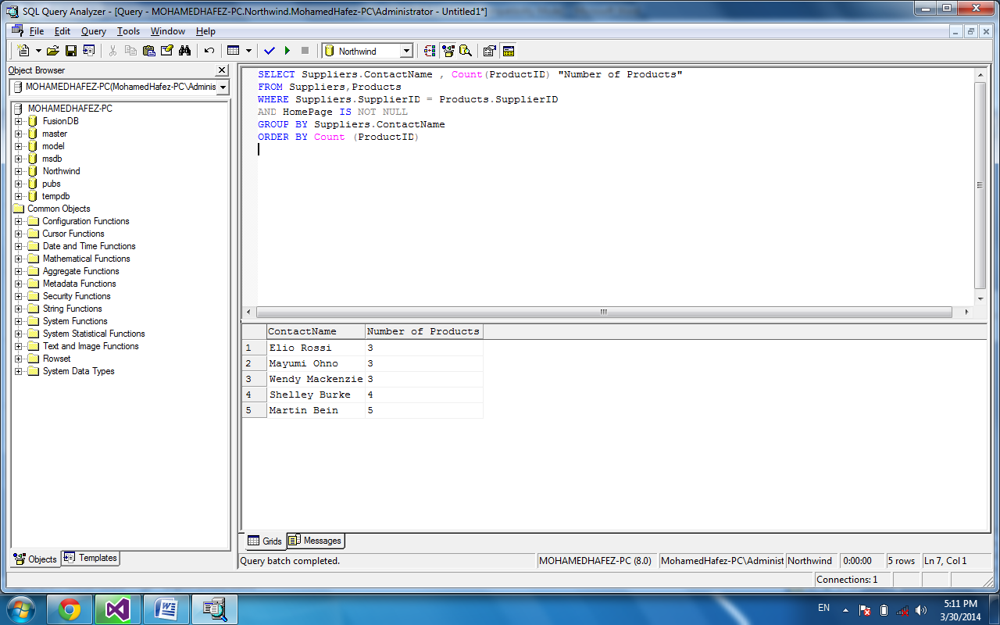 SQL Query Analyzer - [Query - MOHAMEDHAFEZ-PC.Northwind.MohamedHafez-PC\Administrator - Untitled1*]
File Edit Query Tools Window Help
Northwind
Object Browser
MOHAMEDHAFEZ-PC(MohamedHafez-PC\Adminis
MOHAMEDHAFEZ-PC
FusionDB
master
model
msdb
Northwind
pubs
tempdb
Common Objects
Configuration Functions
Cursor Functions
Date and Time Functions
Mathematical Functions
Aggregate Functions
Metadata Functions
Security Functions
String Functions
System Functions
System Statistical Functions
Text and Image Functions
Rowset
System Data Types
Objects Templates
SELECT Suppliers.ContactName , Count(ProductID) "Number of Products"
FROM Suppliers,Products
WHERE Suppliers.SupplierID = Products.SupplierID
AND HomePage IS NOT NULL
GROUP BY Suppliers.ContactName
ORDER BY Count (ProductID)
ContactName Number of Products
1 Elio Rossi 3
2 Mayumi Ohno 3
3 Wendy Mackenzie 3
4 Shelley Burke 4
5 Martin Bein 5
Grids Messages
Query batch completed. MOHAMEDHAFEZ-PC (8.0) MohamedHafez-PC\Administ Northwind 0:00:00 5 rows Ln 7, Col 1
Connections: 1
EN
5:11 PM
3/30/2014